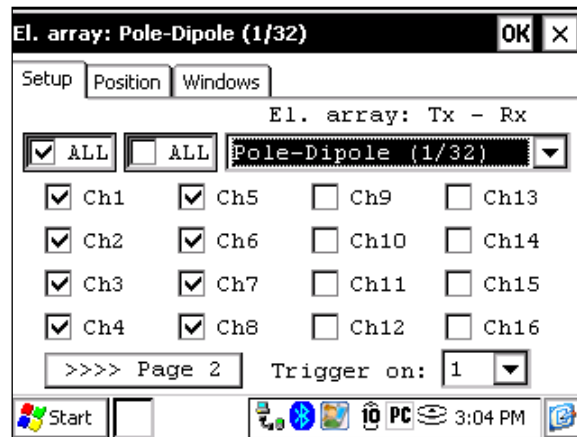 El. array: Pole-Dipole (1/32) OK ×
Setup Position Windows
El. array: Tx - Rx
ALL ALL Pole-Dipole (1/32)
Ch1 Ch5 Ch9 Ch13
Ch2 Ch6 Ch10 Ch14
Ch3 Ch7 Ch11 Ch15
Ch4 Ch8 Ch12 Ch16
>>>> Page 2 Trigger on: 1
Start PC 3:04 PM